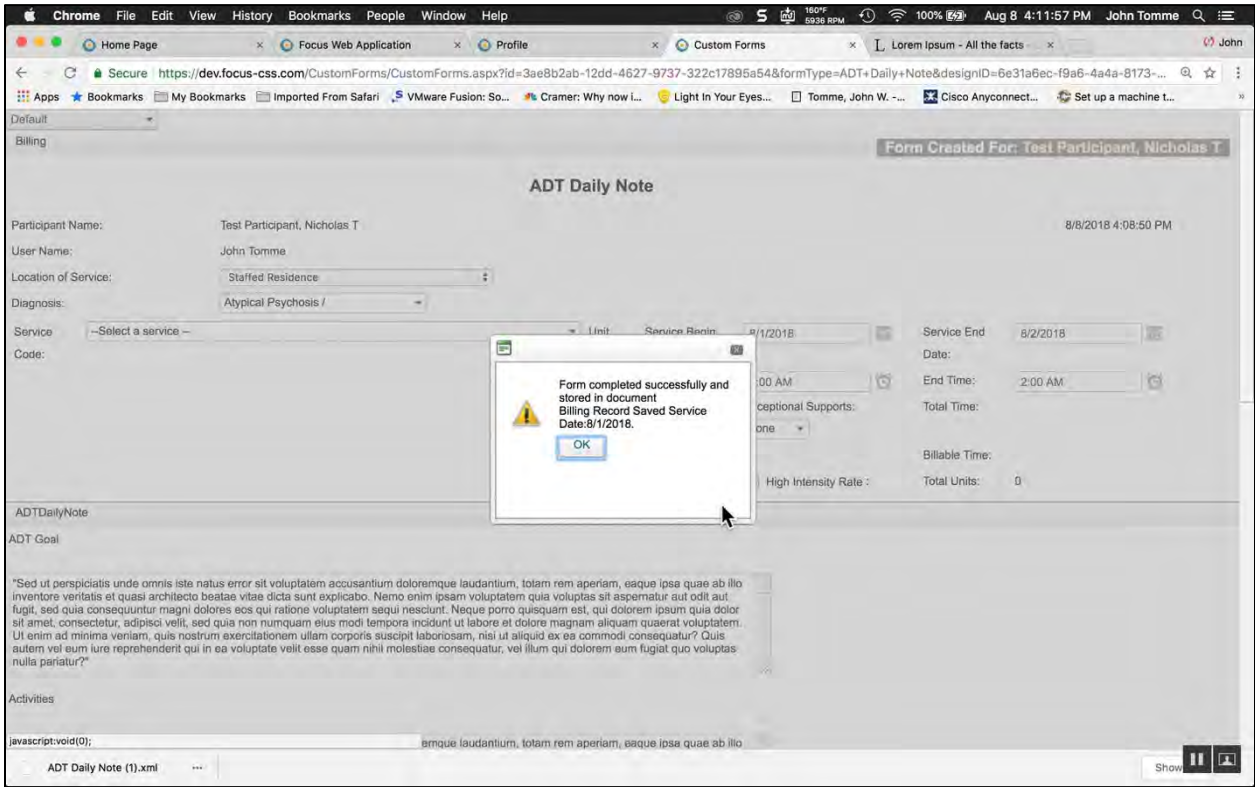 Chrome File Edit View History Bookmarks People Window Help 160°F 5936 RPM 100% Aug 8 4:11:57 PM John Tomme
Home Page Focus Web Application Profile Custom Forms Lorem Ipsum - All the facts - John
Secure https://dev.focus-css.com/CustomForms/CustomForms.aspx?id=3ae8b2ab-12dd-4627-9737-322c17895a54&formType=ADT+Daily+Note&designID=6e31a6ec-f9a6-4a4a-8173-...
Apps Bookmarks My Bookmarks Imported From Safari VMware Fusion: So... Cramer: Why now i... Light In Your Eyes... Tomme, John W. -... Cisco Anyconnect... Set up a machine t... »
Default
Billing
Form Created For: Test Participant, Nicholas T
ADT Daily Note
Participant Name: Test Participant, Nicholas T 8/8/2018 4:08:50 PM
User Name: John Tomme
Location of Service: Staffed Residence
Diagnosis: Atypical Psychosis /
Service --Select a service -- Unit Service Begin 8/1/2018 Service End 8/2/2018
Code: Date:
:00 AM End Time: 2:00 AM
ceptional Supports: Total Time:
one
Billable Time:
High Intensity Rate : Total Units: 0
Form completed successfully and
stored in document
Billing Record Saved Service
Date:8/1/2018.
OK
ADTDailyNote
ADT Goal
"Sed ut perspiciatis unde omnis iste natus error sit voluptatem accusantium doloremque laudantium, totam rem aperiam, eaque ipsa quae ab illo
inventore veritatis et quasi architecto beatae vitae dicta sunt explicabo. Nemo enim ipsam voluptatem quia voluptas sit aspernatur aut odit aut
fugit, sed quia consequuntur magni dolores eos qui ratione voluptatem sequi nesciunt. Neque porro quisquam est, qui dolorem ipsum quia dolor
sit amet, consectetur, adipisci velit, sed quia non numquam eius modi tempora incidunt ut labore et dolore magnam aliquam quaerat voluptatem.
Ut enim ad minima veniam, quis nostrum exercitationem ullam corporis suscipit laboriosam, nisi ut aliquid ex ea commodi consequatur? Quis
autem vel eum iure reprehenderit qui in ea voluptate velit esse quam nihil molestiae consequatur, vel illum qui dolorem eum fugiat quo voluptas
nulla pariatur?"
Activities
javascript:void(0); emque laudantium, totam rem aperiam, eaque ipsa quae ab illo
ADT Daily Note (1).xml ... Show